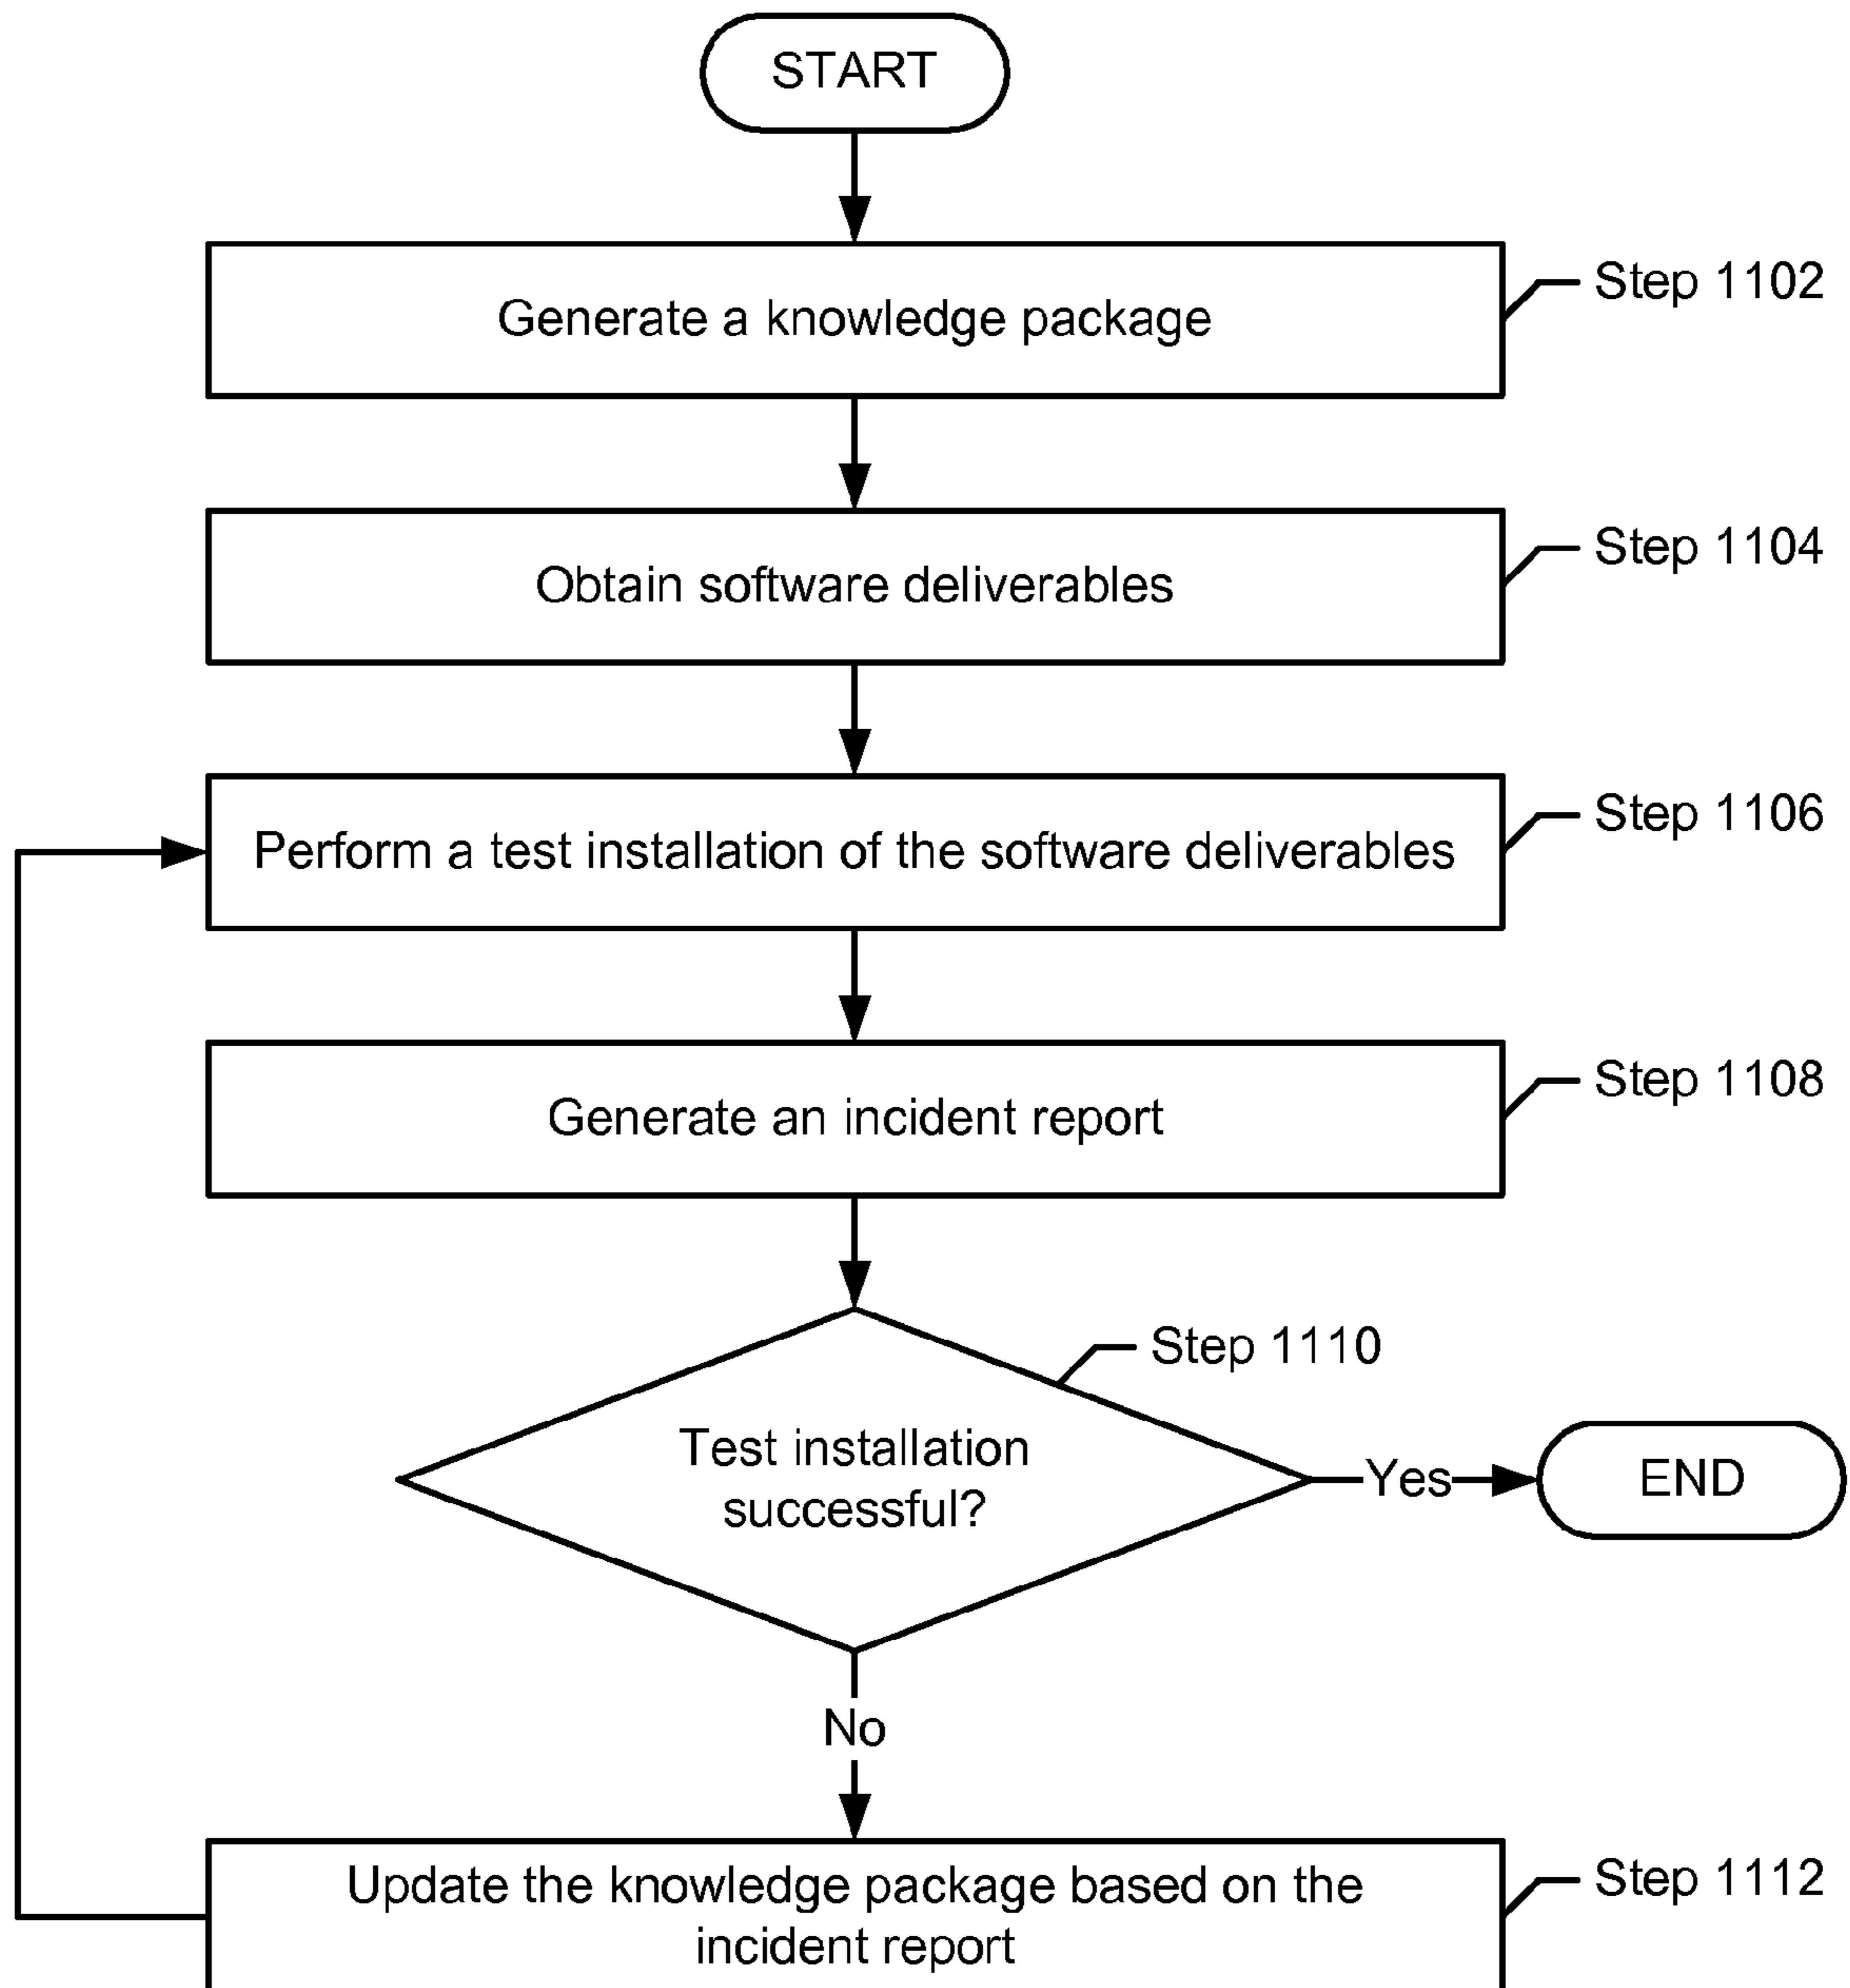 START
Generate a knowledge package
Step 1102
Obtain software deliverables
Step 1104
Perform a test installation of the software deliverables
Step 1106
Generate an incident report
Step 1108
Step 1110
Test installation
successful?
Yes
END
No
Update the knowledge package based on the
incident report
Step 1112